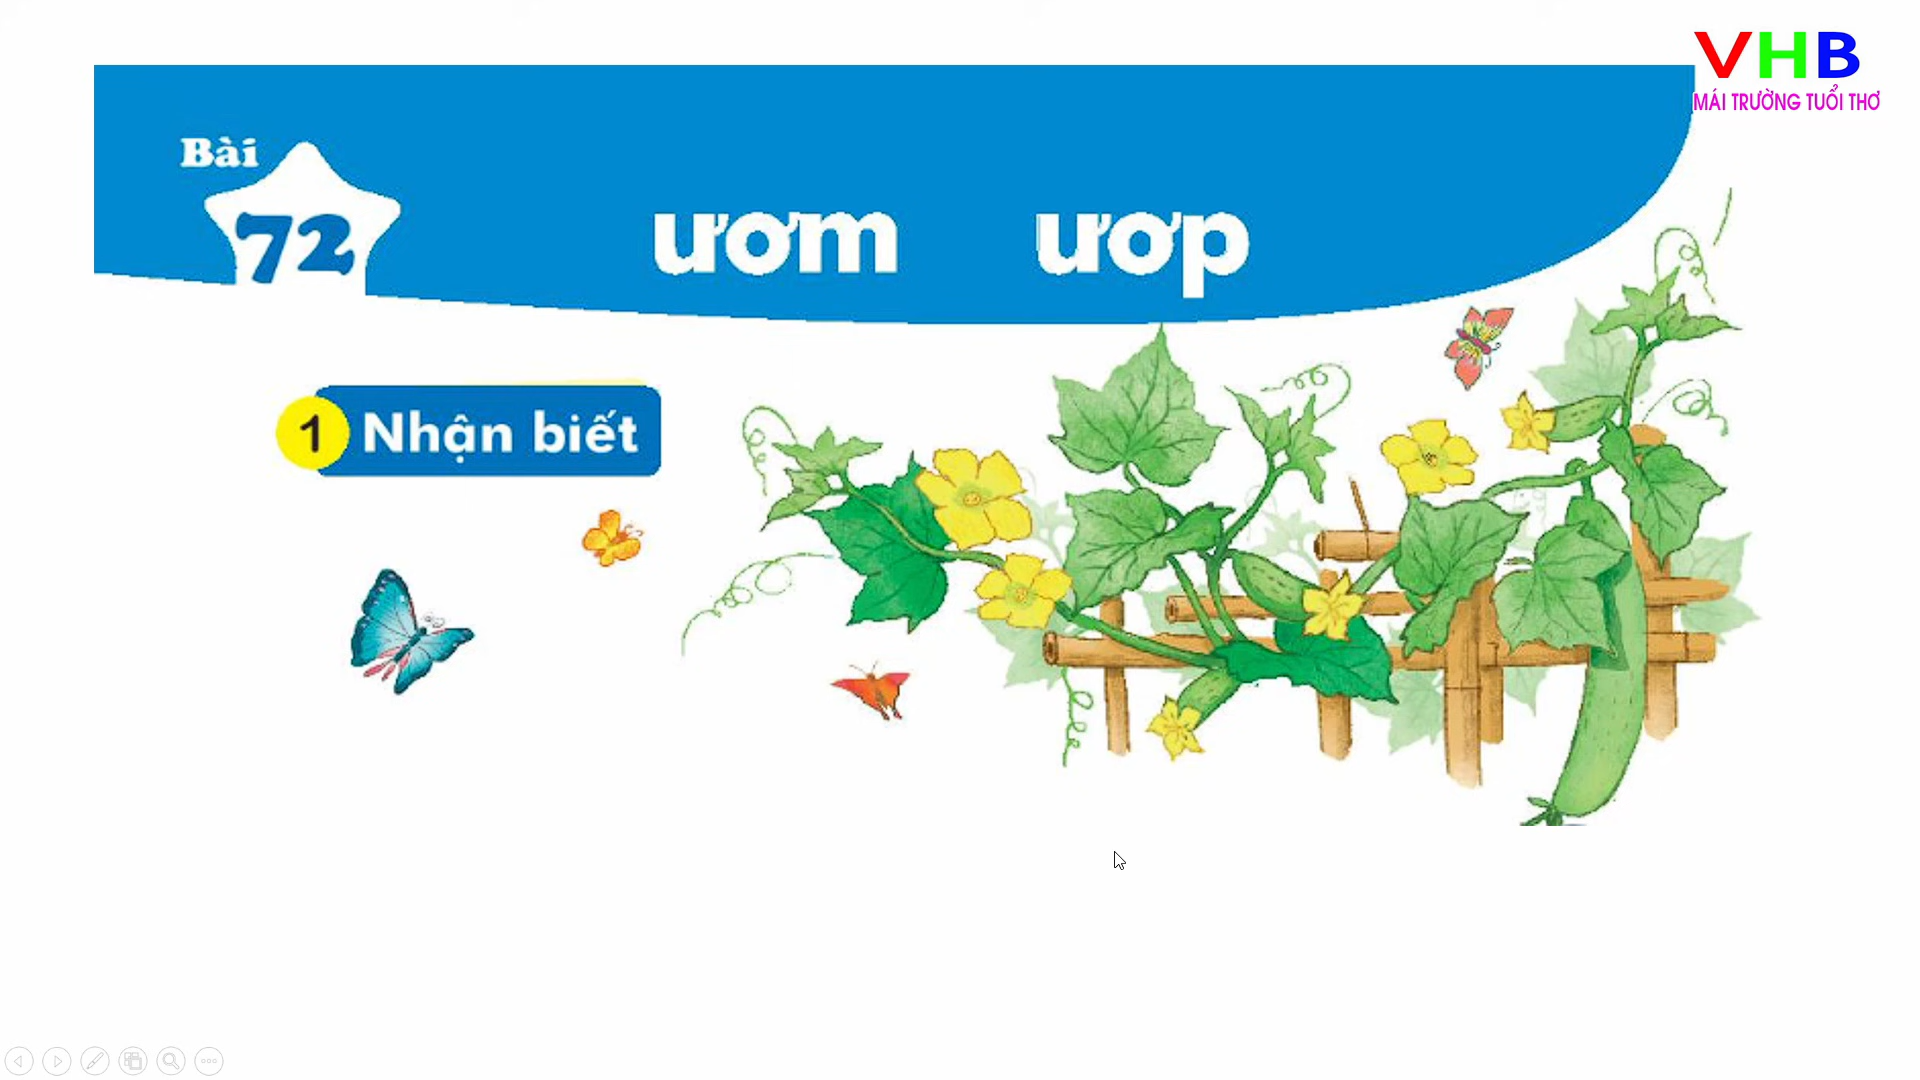 VHB
MÁI TRƯỜNG TUỔI THƠ
Bài
72
ươm ươp
1 Nhận biết